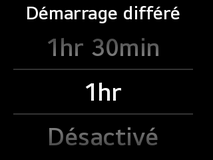 Démarrage différé
1hr 30min
1hr
Désactivé